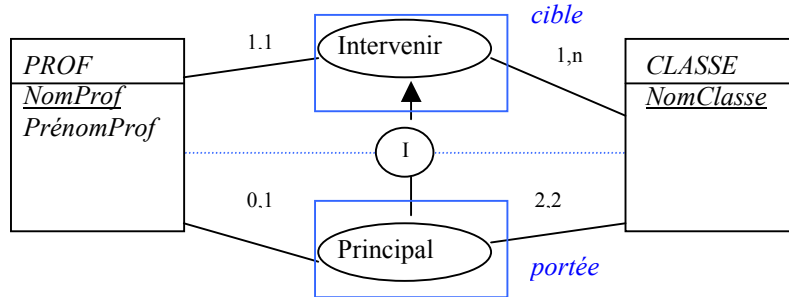 cible
1.1
Intervenir
1,n
PROF
NomProf
PrénomProf
CLASSE
NomClasse
I
0,1
2,2
Principal
portée